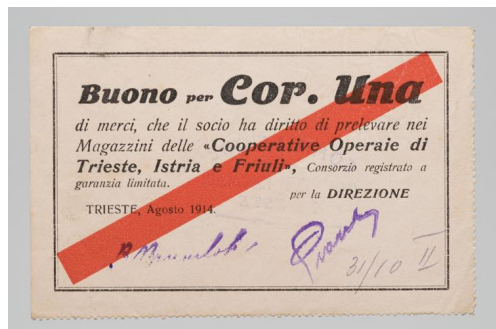 Buono per Cor. Una
di merci, che il socio ha diritto di prelevare nei
Magazzini delle «Cooperative Operaie di
Trieste, Istria e Friuli», Consorzio registrato a
garanzia limitata.
per la DIREZIONE
TRIESTE, Agosto 1914.
31/10 II